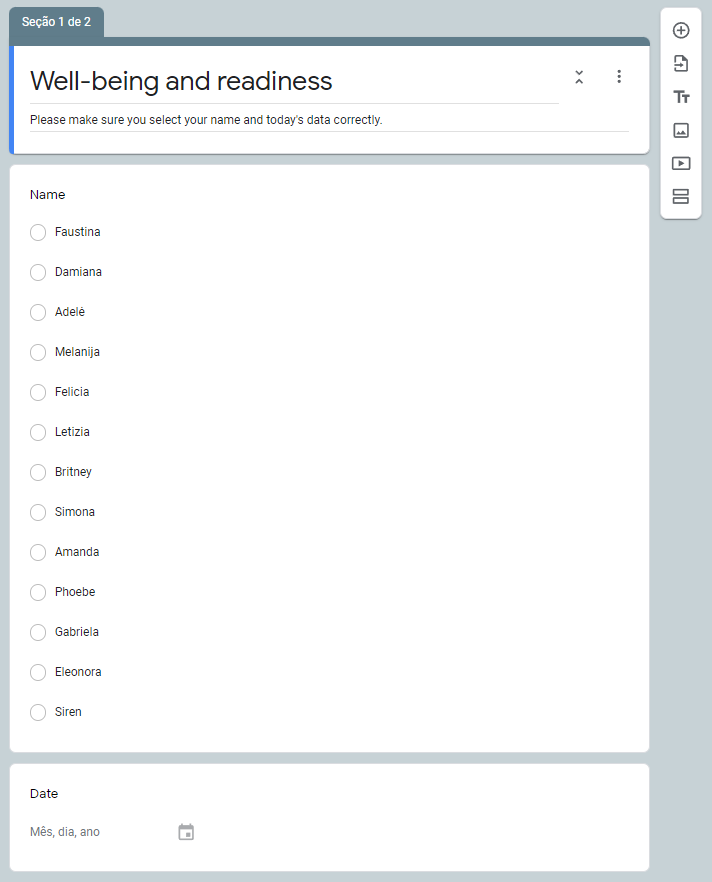 Seção 1 de 2
Well-being and readiness
Please make sure you select your name and today's data correctly.
Name
Faustina
Damiana
Adelė
Melanija
Felicia
Letizia
Britney
Simona
Amanda
Phoebe
Gabriela
Eleonora
Siren
Date
Mês, dia, ano